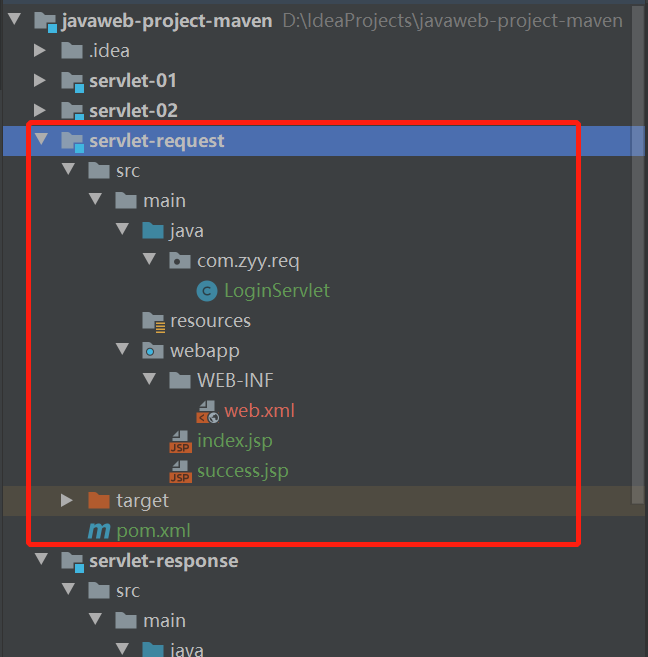 javaweb-project-maven D:\IdeaProjects\javaweb-project-maven
.idea
servlet-01
servlet-02
servlet-request
src
main
java
com.zyy.req
C LoginServlet
resources
webapp
WEB-INF
web.xml
JSP index.jsp
JSP success.jsp
target
m pom.xml
servlet-response
src
main
java